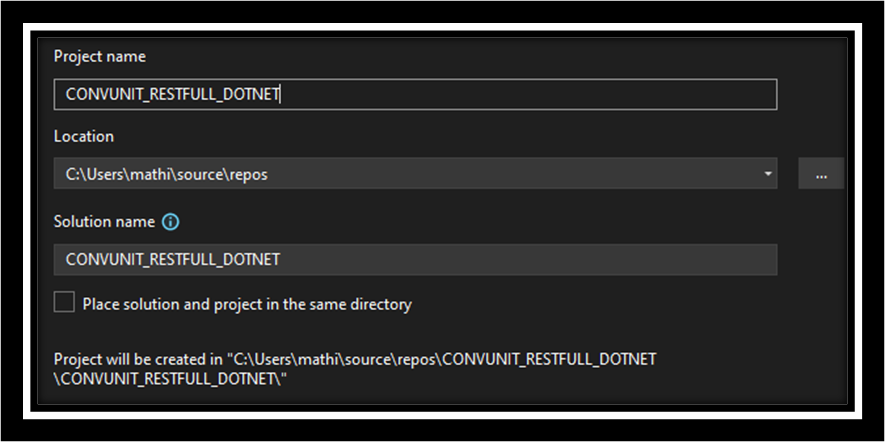 Project name
CONVUNIT_RESTFULL_DOTNET
Location
C:\Users\mathi\source\repos
...
Solution name
CONVUNIT_RESTFULL_DOTNET
Place solution and project in the same directory
Project will be created in "C:\Users\mathi\source\repos\CONVUNIT_RESTFULL_DOTNET
\CONVUNIT_RESTFULL_DOTNET\"